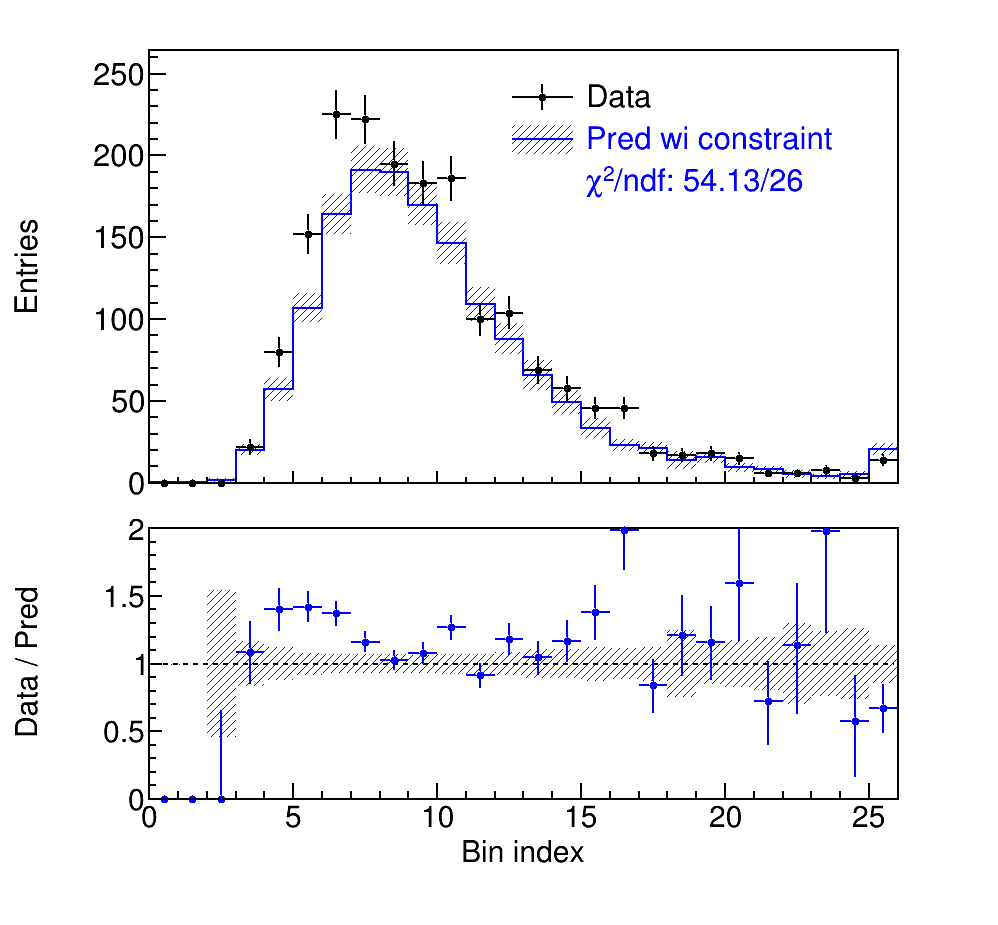 250
200
150
100
50
0
Entries
Data
Pred wi constraint
χ²/ndf: 54.13/26
2
1.5
1
0.5
0
Data / Pred
0 5 10 15 20 25
Bin index